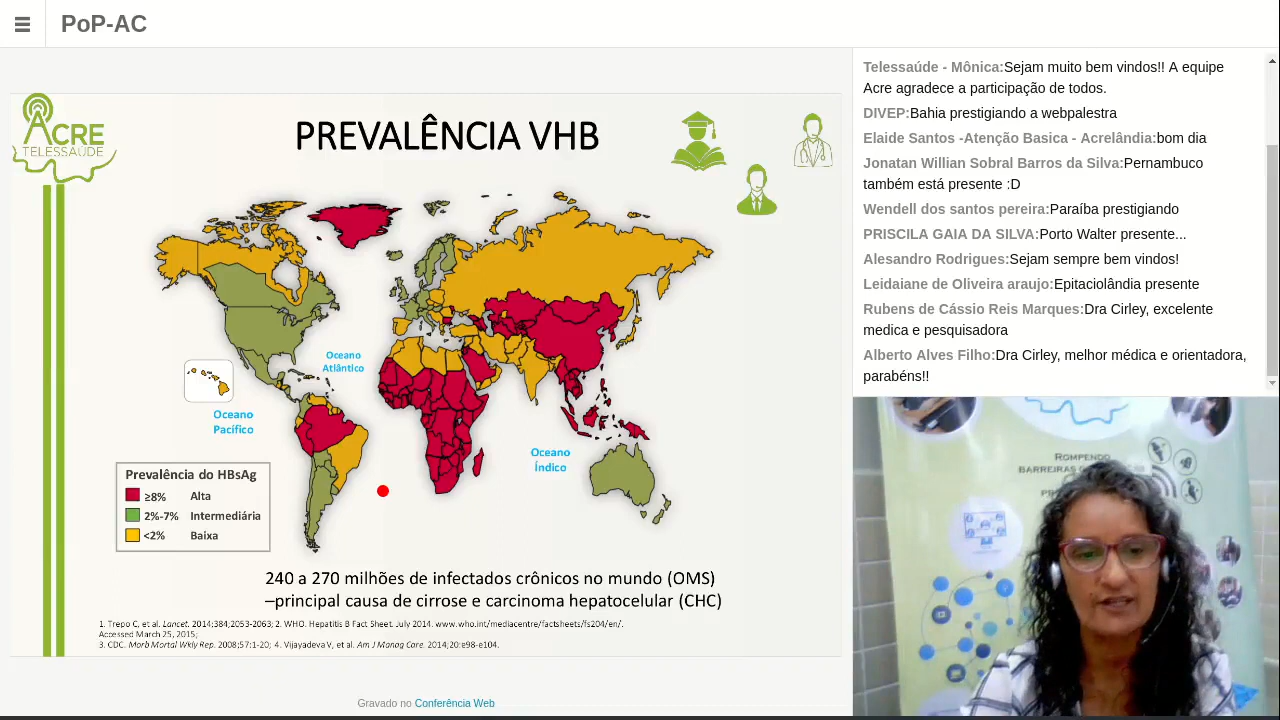 PoP-AC
ACRE
TELESSAÚDE
PREVALÊNCIA VHB
Oceano
Atlântico
Oceano
Pacífico
Oceano
Índico
Prevalência do HBsAg
≥8% Alta
2%-7% Intermediária
<2% Baixa
240 a 270 milhões de infectados crônicos no mundo (OMS)
–principal causa de cirrose e carcinoma hepatocelular (CHC)
1. Trepo C, et al. Lancet. 2014;384;2053-2063; 2. WHO. Hepatitis B Fact Sheet. July 2014. www.who.int/mediacentre/factsheets/fs204/en/.
Accessed March 25, 2015;
3. CDC. Morb Mortal Wkly Rep. 2008;57:1-20; 4. Vijayadeva V, et al. Am J Manag Care. 2014;20:e98-e104.
Gravado no Conferência Web
Telessaúde - Mônica:Sejam muito bem vindos!! A equipe
Acre agradece a participação de todos.
DIVEP:Bahia prestigiando a webpalestra
Elaide Santos -Atenção Basica - Acrelândia:bom dia
Jonatan Willian Sobral Barros da Silva:Pernambuco
também está presente :D
Wendell dos santos pereira:Paraíba prestigiando
PRISCILA GAIA DA SILVA:Porto Walter presente...
Alesandro Rodrigues:Sejam sempre bem vindos!
Leidaiane de Oliveira araujo:Epitaciolândia presente
Rubens de Cássio Reis Marques:Dra Cirley, excelente
medica e pesquisadora
Alberto Alves Filho:Dra Cirley, melhor médica e orientadora,
parabéns!!
ROMPENDO
BARREIRAS